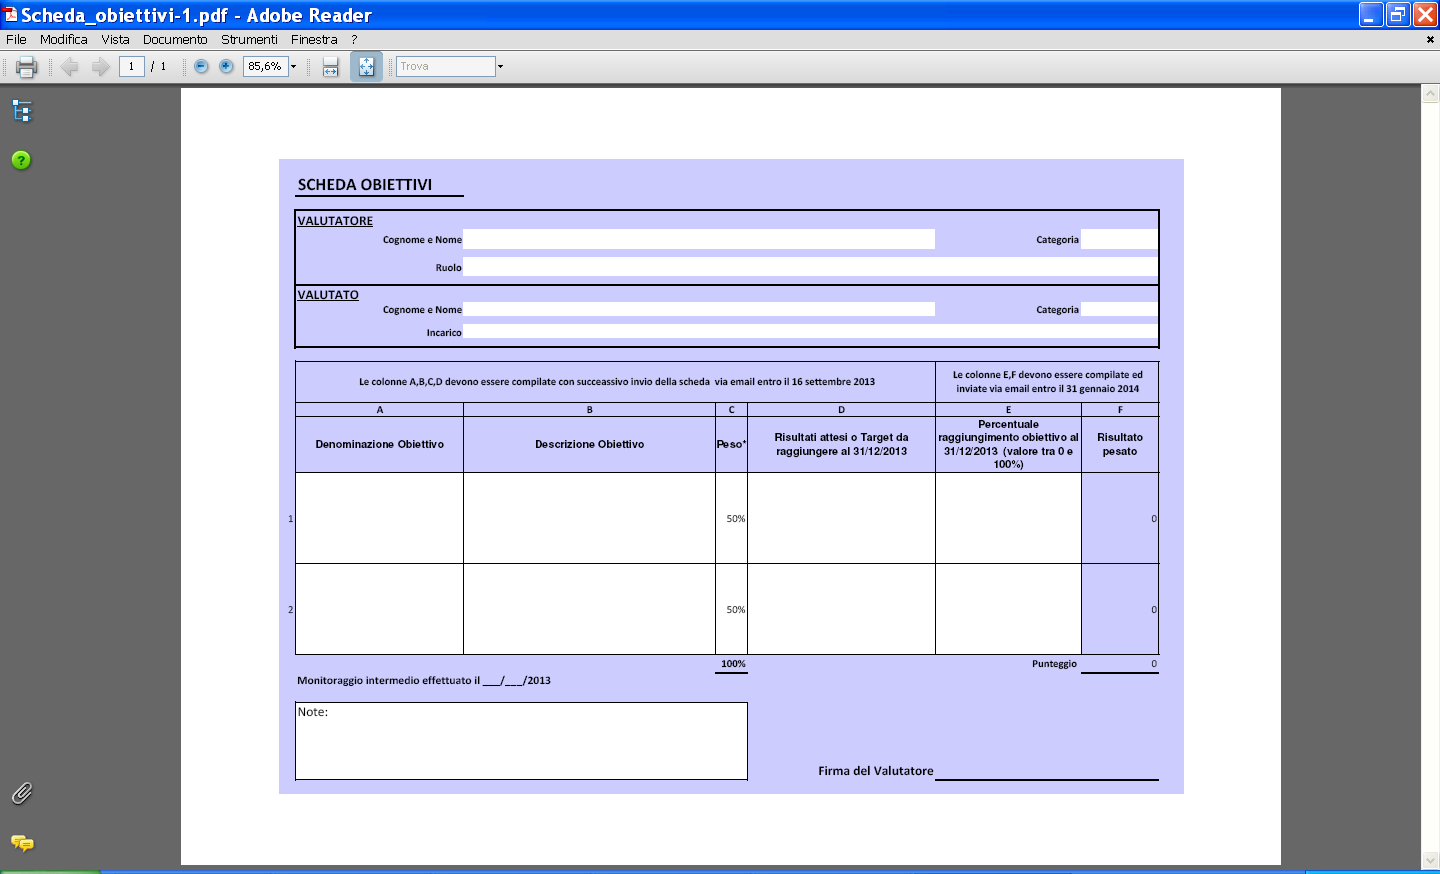 Scheda_obiettivi-1.pdf - Adobe Reader
File Modifica Vista Documento Strumenti Finestra ?
1 / 1 85,6% Trova
SCHEDA OBIETTIVI
VALUTATORE
Cognome e Nome Categoria
Ruolo
VALUTATO
Cognome e Nome Categoria
Incarico
Le colonne A,B,C,D devono essere compilate con succeassivo invio della scheda via email entro il 16 settembre 2013
Le colonne E,F devono essere compilate ed
inviate via email entro il 31 gennaio 2014
A B C D E F
Denominazione Obiettivo
Descrizione Obiettivo
Peso*
Risultati attesi o Target da
raggiungere al 31/12/2013
Percentuale
raggiungimento obiettivo al
31/12/2013 (valore tra 0 e
100%)
Risultato
pesato
1 50% 0
2 50% 0
100% Punteggio 0
Monitoraggio intermedio effettuato il ___/___/2013
Note:
Firma del Valutatore